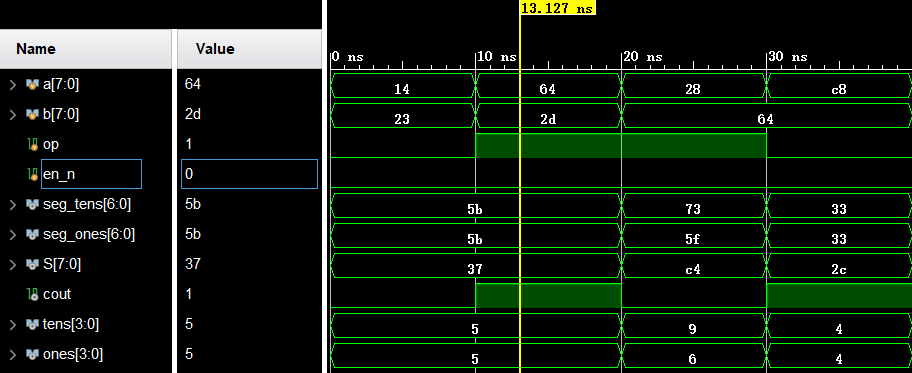 13.127 ns
Name Value 0 ns 10 ns 20 ns 30 ns
a[7:0] 64 14 64 28 c8
b[7:0] 2d 23 2d 64
op 1
en_n 0
seg_tens[6:0] 5b 5b 73 33
seg_ones[6:0] 5b 5b 5f 33
S[7:0] 37 37 c4 2c
cout 1
tens[3:0] 5 5 9 4
ones[3:0] 5 5 6 4